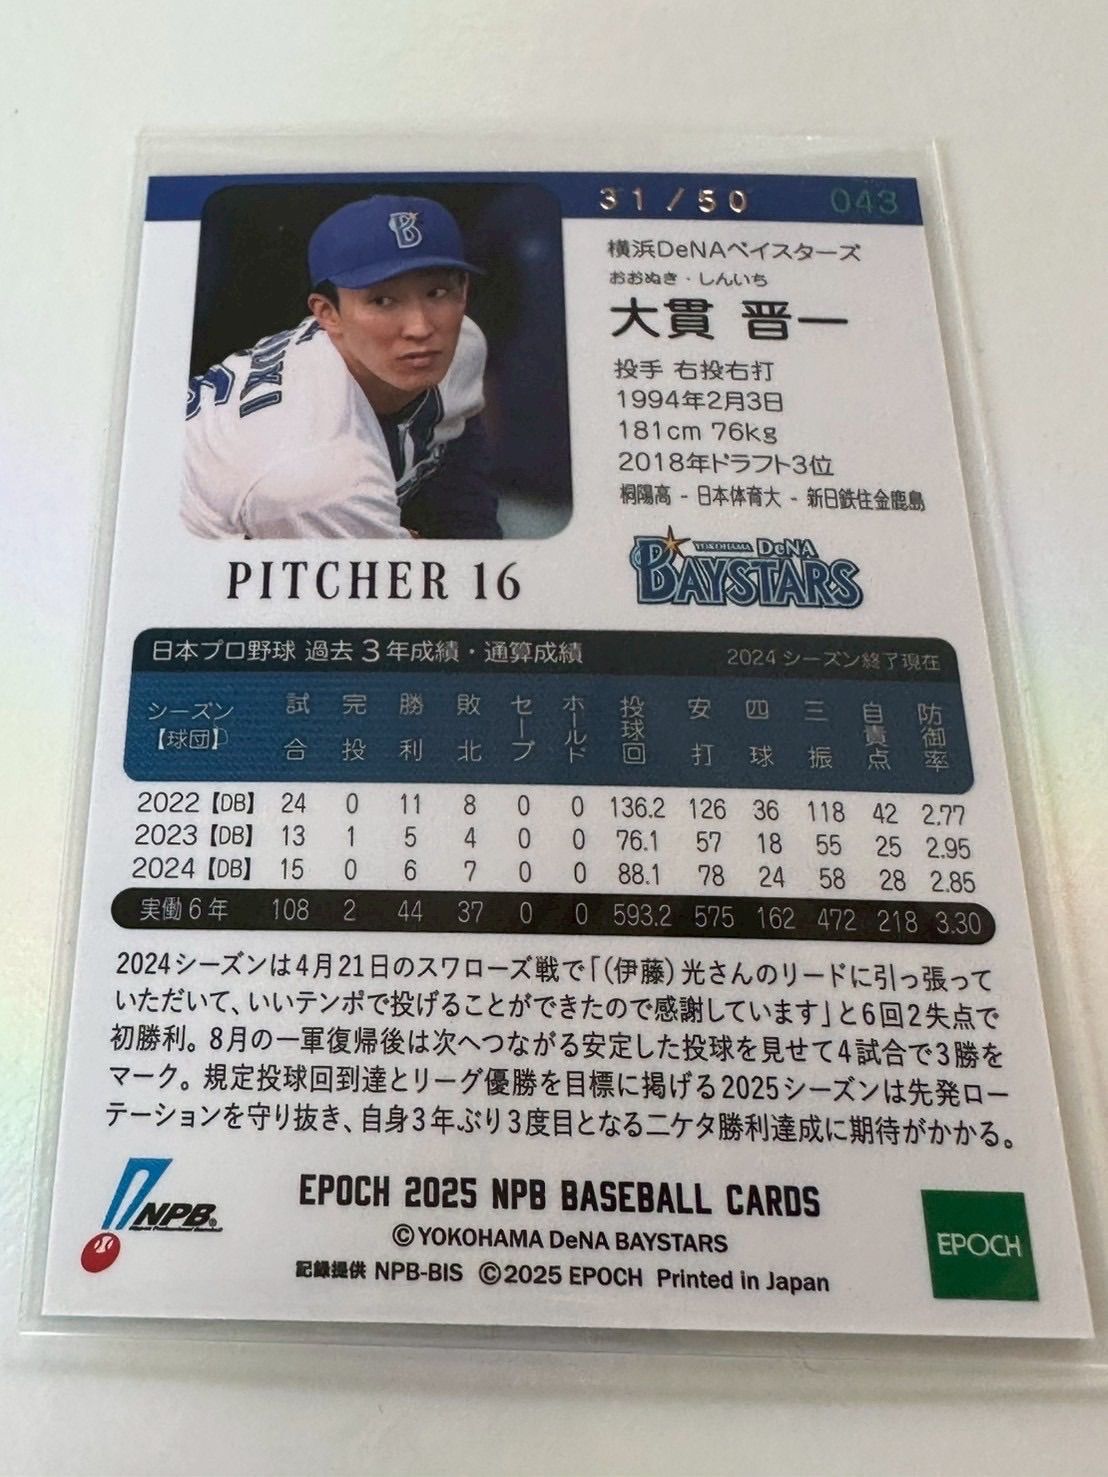 31/50 043
横浜DeNAベイスターズ
おおぬき・しんいち
大貫 晋一
投手 右投右打
1994年2月3日
181cm 76kg
2018年ドラフト3位
桐陽高 - 日本体育大 - 新日鉄住金鹿島
B
PITCHER 16
YOKOHAMA DeNA
BAYSTARS
日本プロ野球 過去3年成績・通算成績 2024シーズン終了現在
シーズン【球団】 試合 完投 勝利 敗北 セーブ ホールド 投球回 安打 四球 三振 自責点 防御率
2022【DB】 24 0 11 8 0 0 136.2 126 36 118 42 2.77
2023【DB】 13 1 5 4 0 0 76.1 57 18 55 25 2.95
2024【DB】 15 0 6 7 0 0 88.1 78 24 58 28 2.85
実働6年 108 2 44 37 0 0 593.2 575 162 472 218 3.30
2024シーズンは4月21日のスワローズ戦で「(伊藤)光さんのリードに引っ張って
いただいて、いいテンポで投げることができたので感謝しています」と6回2失点で
初勝利。8月の一軍復帰後は次へつながる安定した投球を見せて4試合で3勝を
マーク。規定投球回到達とリーグ優勝を目標に掲げる2025シーズンは先発ロー
テーションを守り抜き、自身3年ぶり3度目となる二ケタ勝利達成に期待がかかる。
NPB
EPOCH 2025 NPB BASEBALL CARDS
©YOKOHAMA DeNA BAYSTARS
記録提供 NPB-BIS ©2025 EPOCH Printed in Japan
EPOCH